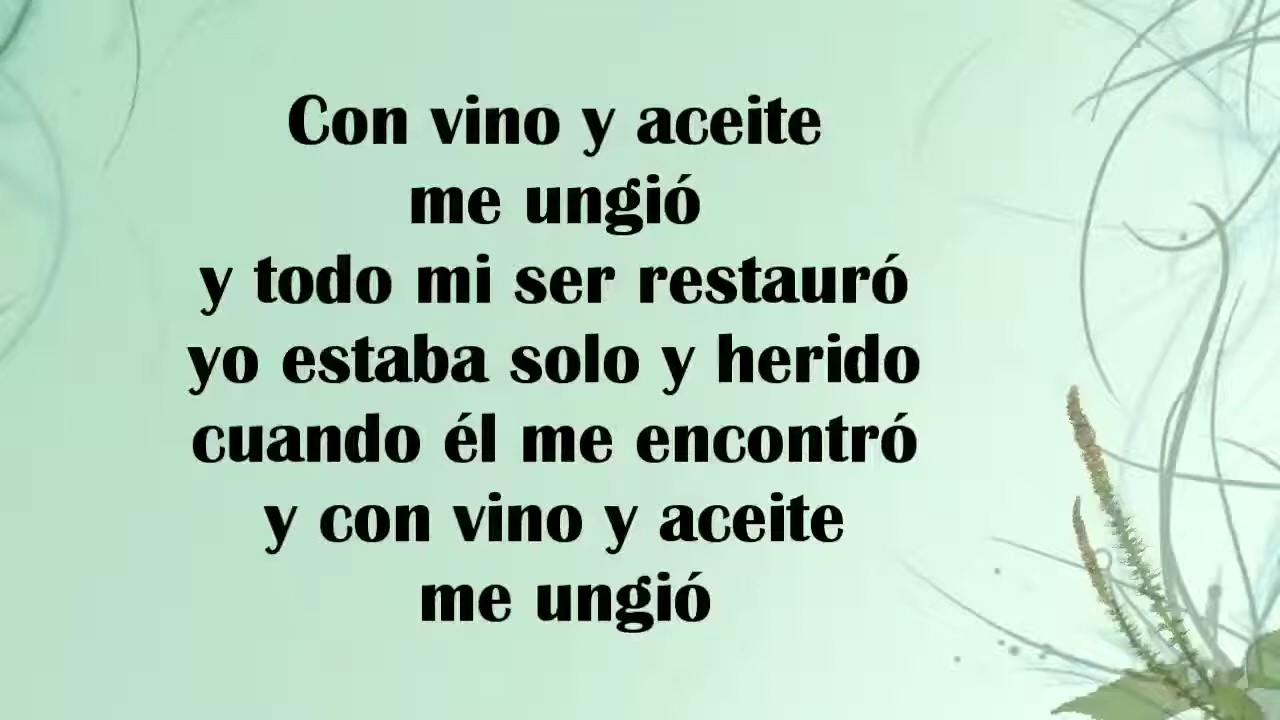 Con vino y aceite
me ungió
y todo mi ser restauró
yo estaba solo y herido
cuando él me encontró
y con vino y aceite
me ungió